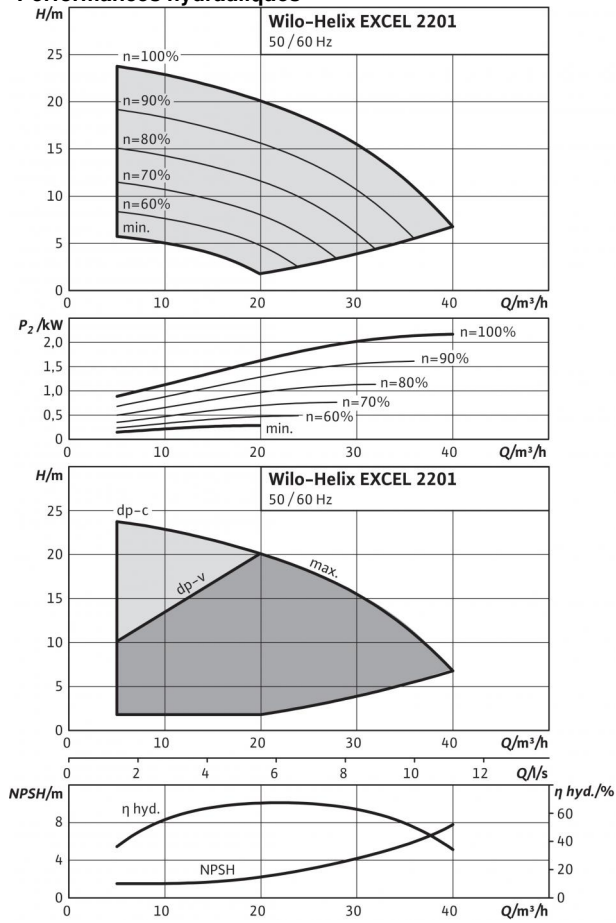 Performances hydrauliques
H/m
Wilo-Helix EXCEL 2201
50 / 60 Hz
25
20
15
10
5
0
n=100%
n=90%
n=80%
n=70%
n=60%
min.
0 10 20 30 40 Q/m³/h
P₂ /kW
2,0
1,5
1,0
0,5
0
n=100%
n=90%
n=80%
n=70%
n=60%
min.
0 10 20 30 40 Q/m³/h
H/m
Wilo-Helix EXCEL 2201
50 / 60 Hz
25
20
15
10
5
0
dp-c
dp-v
max.
0 10 20 30 40 Q/m³/h
0 2 4 6 8 10 12 Q/l/s
NPSH/m
8
4
0
η hyd.
NPSH
η hyd./%
60
40
20
0
0 10 20 30 40 Q/m³/h